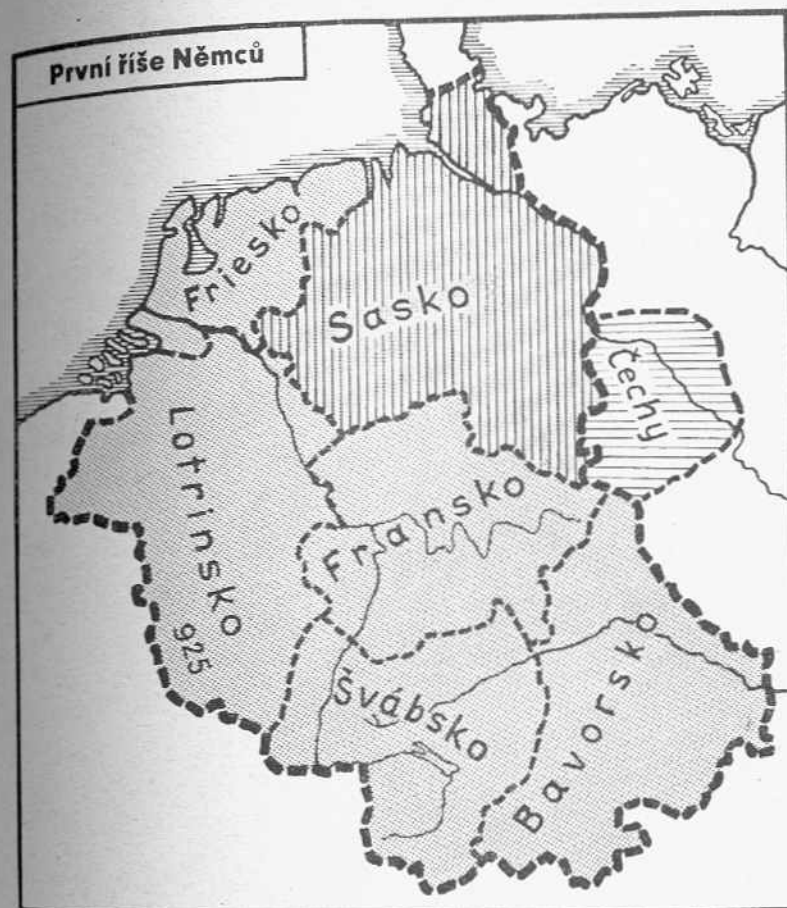 První říše Němců
Friesko
Sasko
Čechy
Lotrinsko
925
Fransko
Švábsko
Bavorsko